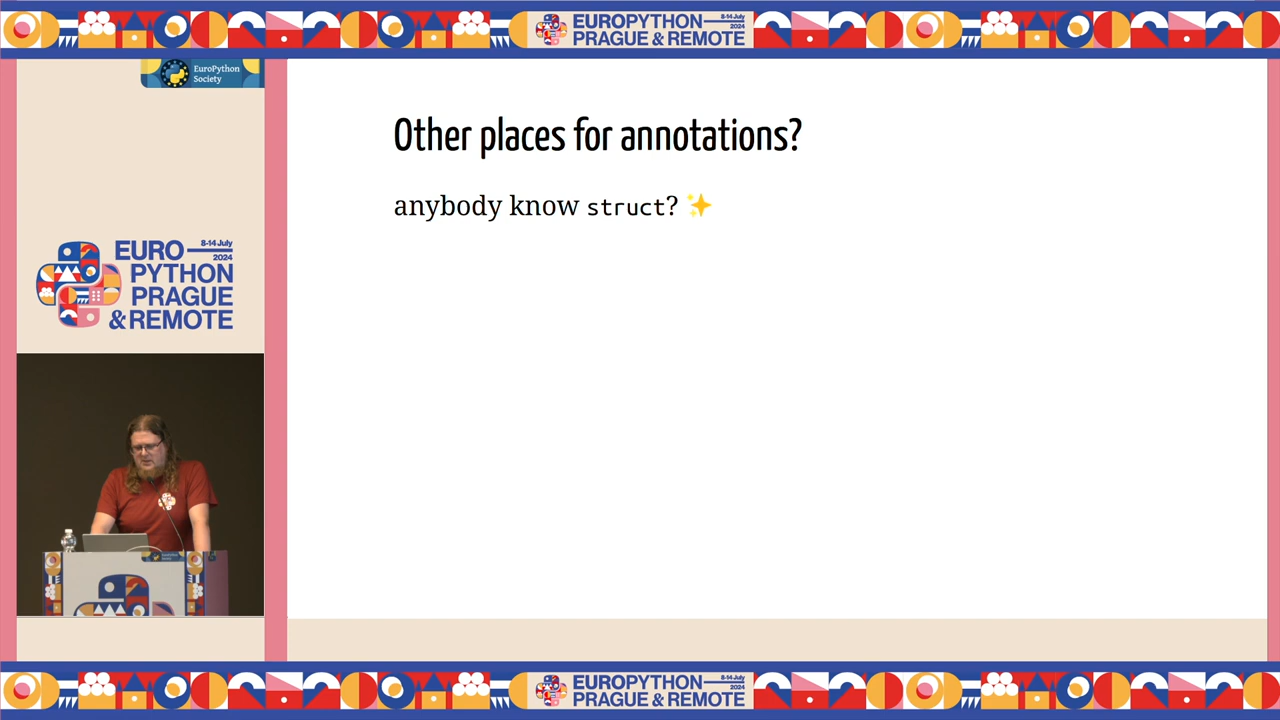 EUROPYTHON 8-14 July
2024
PRAGUE & REMOTE
EuroPython
Society
Other places for annotations?
anybody know struct? ✨
EURO 8-14 July
2024
PYTHON
PRAGUE
& REMOTE
EUROPYTHON 8-14 July
2024
PRAGUE & REMOTE